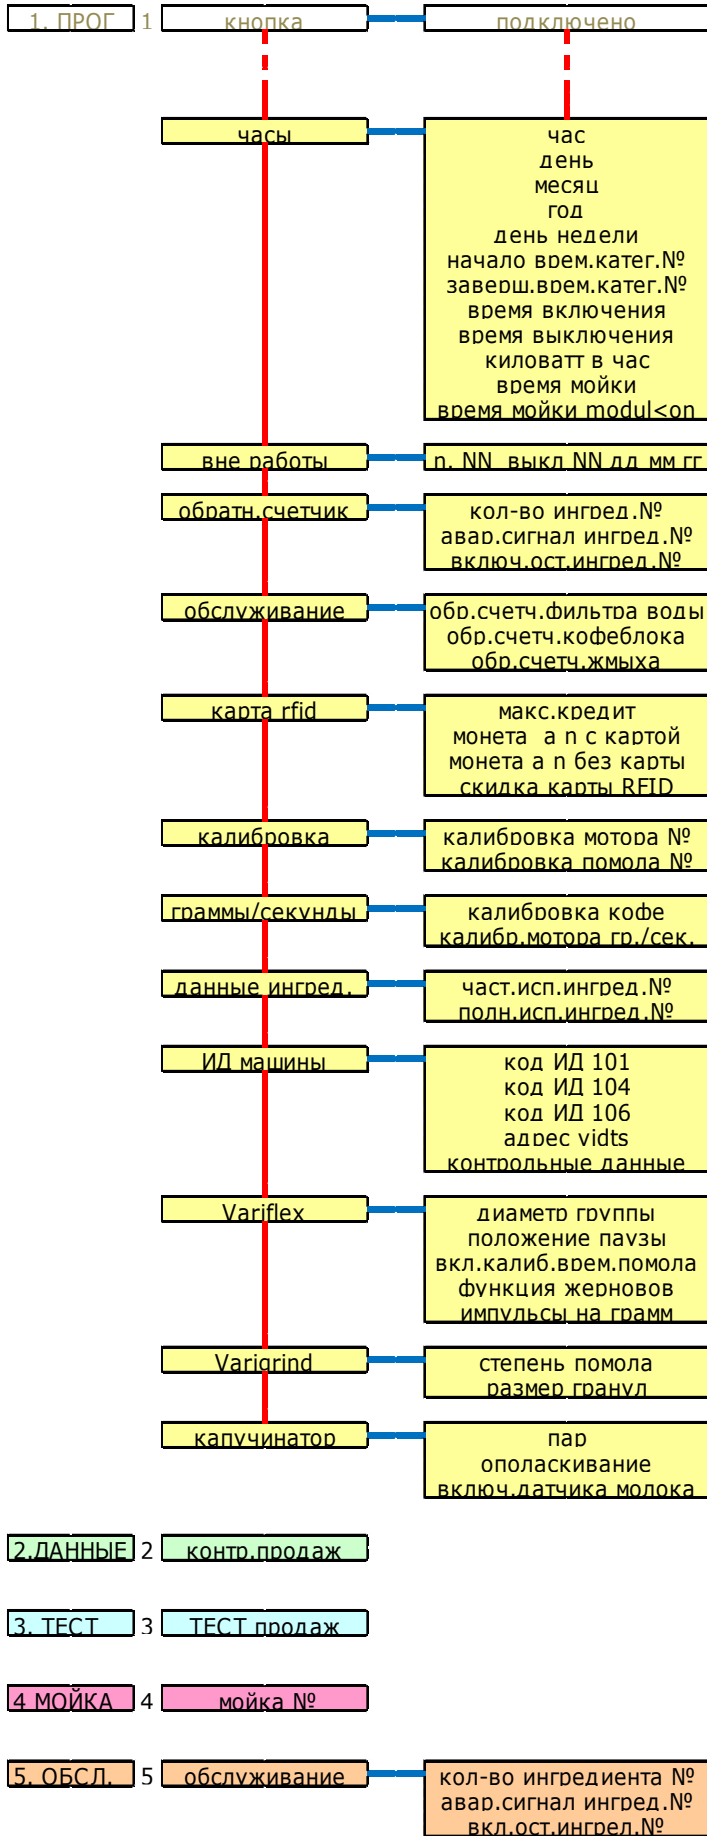 1. ПРОГ 1 кнопка подключено
часы час
день
месяц
год
день недели
начало врем.катег.№
заверш.врем.катег.№
время включения
время выключения
киловатт в час
время мойки
время мойки modul<on
вне работы n. NN выкл NN дд мм гг
обратн.счетчик кол-во ингред.№
авар.сигнал ингред.№
включ.ост.ингред.№
обслуживание обр.счетч.фильтра воды
обр.счетч.кофеблока
обр.счетч.жмыха
карта rfid макс.кредит
монета а n с картой
монета а n без карты
скидка карты RFID
калибровка калибровка мотора №
калибровка помола №
граммы/секунды калибровка кофе
калибр.мотора гр./сек.
данные ингред. част.исп.ингред.№
полн.исп.ингред.№
ИД машины код ИД 101
код ИД 104
код ИД 106
адрес vidts
контрольные данные
Variflex диаметр группы
положение паузы
вкл.калиб.врем.помола
функция жерновов
импульсы на грамм
Varigrind степень помола
размер гранул
капучинатор пар
ополаскивание
включ.датчика молока
2.ДАННЫЕ 2 контр.продаж
3. ТЕСТ 3 ТЕСТ продаж
4 МОЙКА 4 мойка №
5. ОБСЛ. 5 обслуживание кол-во ингредиента №
авар.сигнал ингред.№
вкл.ост.ингред.№